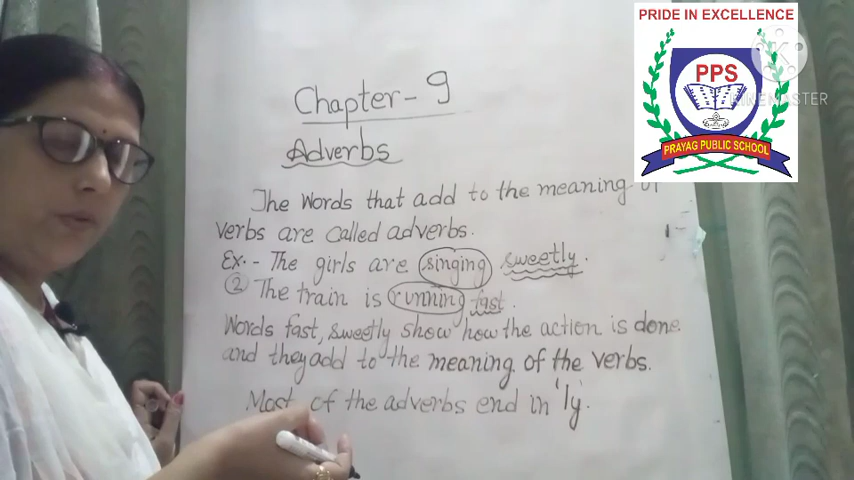 PRIDE IN EXCELLENCE
PPS
PRAYAG PUBLIC SCHOOL
KINEMASTER
Chapter - 9
Adverbs
The words that add to the meaning of
verbs are called adverbs.
Ex. - The girls are singing sweetly.
② The train is running fast.
Words fast, sweetly show how the action is done
and they add to the meaning of the verbs.
Most of the adverbs end in 'ly'.